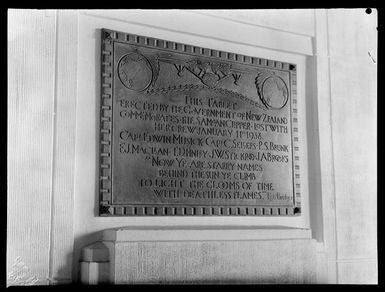 THIS TABLET
ERECTED BY THE GOVERNMENT OF NEW ZEALAND
COMMEMORATES THE SAMOAN CLIPPER LOST WITH
HER CREW JANUARY 11TH 1938.
CAPT. EDWIN MUSICK CAPT. C. SELLERS P.S. BRUNK
F.J. MACLEAN J.W. STICKROD J.A. BROOKS
"NOW YE ARE STARRY NAMES
BEHIND THE SUN YE CLIMB
TO LIGHT THE GLOOMS OF TIME
WITH DEATHLESS FLAMES"